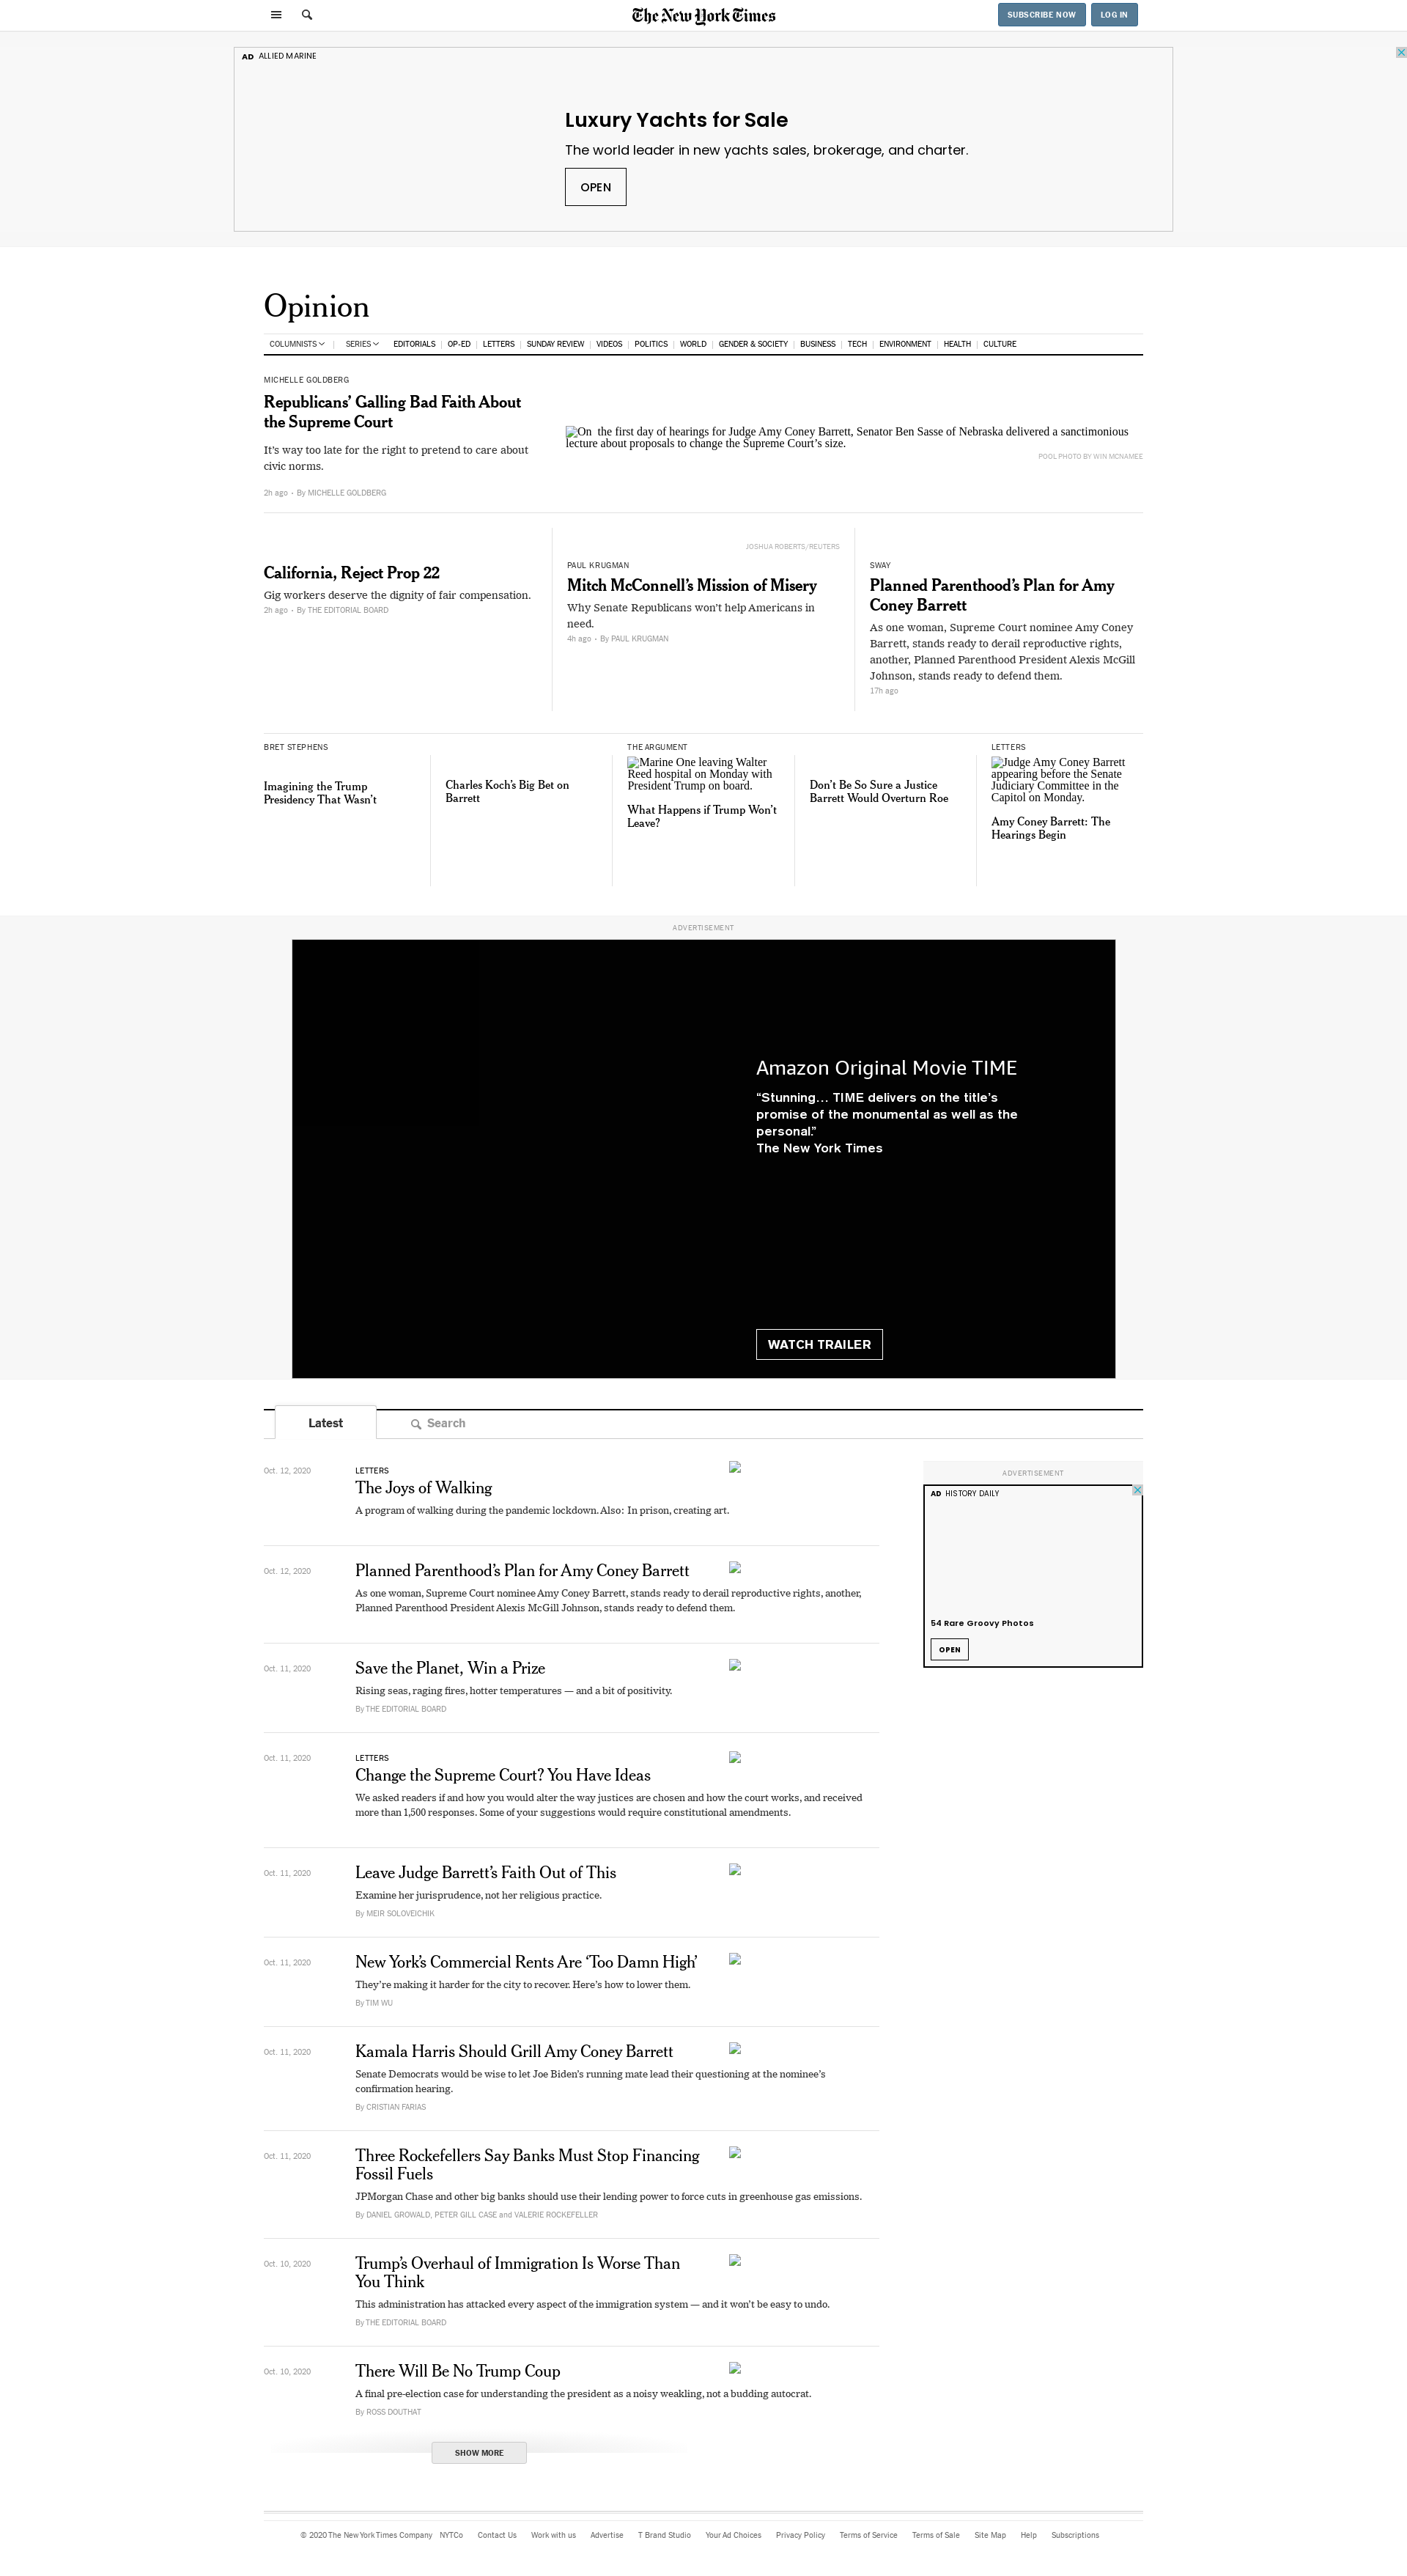 The New York Times
SUBSCRIBE NOW
LOG IN
AD ALLIED MARINE
Luxury Yachts for Sale
The world leader in new yachts sales, brokerage, and charter.
OPEN
Opinion
COLUMNISTS SERIES EDITORIALS OP-ED LETTERS SUNDAY REVIEW VIDEOS POLITICS WORLD GENDER & SOCIETY BUSINESS TECH ENVIRONMENT HEALTH CULTURE
MICHELLE GOLDBERG
Republicans’ Galling Bad Faith About
the Supreme Court
It’s way too late for the right to pretend to care about
civic norms.
2h ago • By MICHELLE GOLDBERG
On the first day of hearings for Judge Amy Coney Barrett, Senator Ben Sasse of Nebraska delivered a sanctimonious
lecture about proposals to change the Supreme Court’s size.
POOL PHOTO BY WIN MCNAMEE
California, Reject Prop 22
Gig workers deserve the dignity of fair compensation.
2h ago • By THE EDITORIAL BOARD
JOSHUA ROBERTS/REUTERS
PAUL KRUGMAN
Mitch McConnell’s Mission of Misery
Why Senate Republicans won’t help Americans in
need.
4h ago • By PAUL KRUGMAN
SWAY
Planned Parenthood’s Plan for Amy
Coney Barrett
As one woman, Supreme Court nominee Amy Coney
Barrett, stands ready to derail reproductive rights,
another, Planned Parenthood President Alexis McGill
Johnson, stands ready to defend them.
17h ago
BRET STEPHENS
Imagining the Trump
Presidency That Wasn’t
Charles Koch’s Big Bet on
Barrett
THE ARGUMENT
Marine One leaving Walter
Reed hospital on Monday with
President Trump on board.
What Happens if Trump Won’t
Leave?
Don’t Be So Sure a Justice
Barrett Would Overturn Roe
LETTERS
Judge Amy Coney Barrett
appearing before the Senate
Judiciary Committee in the
Capitol on Monday.
Amy Coney Barrett: The
Hearings Begin
ADVERTISEMENT
Amazon Original Movie TIME
“Stunning… TIME delivers on the title’s
promise of the monumental as well as the
personal.”
The New York Times
WATCH TRAILER
Latest
Search
Oct. 12, 2020
LETTERS
The Joys of Walking
A program of walking during the pandemic lockdown. Also: In prison, creating art.
ADVERTISEMENT
AD HISTORY DAILY
54 Rare Groovy Photos
OPEN
Oct. 12, 2020
Planned Parenthood’s Plan for Amy Coney Barrett
As one woman, Supreme Court nominee Amy Coney Barrett, stands ready to derail reproductive rights, another,
Planned Parenthood President Alexis McGill Johnson, stands ready to defend them.
Oct. 11, 2020
Save the Planet, Win a Prize
Rising seas, raging fires, hotter temperatures — and a bit of positivity.
By THE EDITORIAL BOARD
Oct. 11, 2020
LETTERS
Change the Supreme Court? You Have Ideas
We asked readers if and how you would alter the way justices are chosen and how the court works, and received
more than 1,500 responses. Some of your suggestions would require constitutional amendments.
Oct. 11, 2020
Leave Judge Barrett’s Faith Out of This
Examine her jurisprudence, not her religious practice.
By MEIR SOLOVEICHIK
Oct. 11, 2020
New York’s Commercial Rents Are ‘Too Damn High’
They’re making it harder for the city to recover. Here’s how to lower them.
By TIM WU
Oct. 11, 2020
Kamala Harris Should Grill Amy Coney Barrett
Senate Democrats would be wise to let Joe Biden’s running mate lead their questioning at the nominee’s
confirmation hearing.
By CRISTIAN FARIAS
Oct. 11, 2020
Three Rockefellers Say Banks Must Stop Financing
Fossil Fuels
JPMorgan Chase and other big banks should use their lending power to force cuts in greenhouse gas emissions.
By DANIEL GROWALD, PETER GILL CASE and VALERIE ROCKEFELLER
Oct. 10, 2020
Trump’s Overhaul of Immigration Is Worse Than
You Think
This administration has attacked every aspect of the immigration system — and it won’t be easy to undo.
By THE EDITORIAL BOARD
Oct. 10, 2020
There Will Be No Trump Coup
A final pre-election case for understanding the president as a noisy weakling, not a budding autocrat.
By ROSS DOUTHAT
SHOW MORE
© 2020 The New York Times Company NYTCo Contact Us Work with us Advertise T Brand Studio Your Ad Choices Privacy Policy Terms of Service Terms of Sale Site Map Help Subscriptions